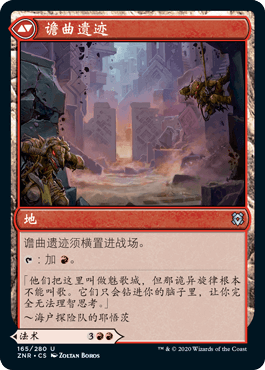 谵曲遗迹
地
谵曲遗迹须横置进战场。
：加。
「他们把这里叫做魅歌城，但那诡异旋律根本
不能叫歌。它们只会钻进你的脑子里，让你完
全无法理智思考。」
～海户探险队的耶悟茨
法术 3
165/280 U
ZNR • CS ZOLTAN BOROS
™ & © 2020 Wizards of the Coast